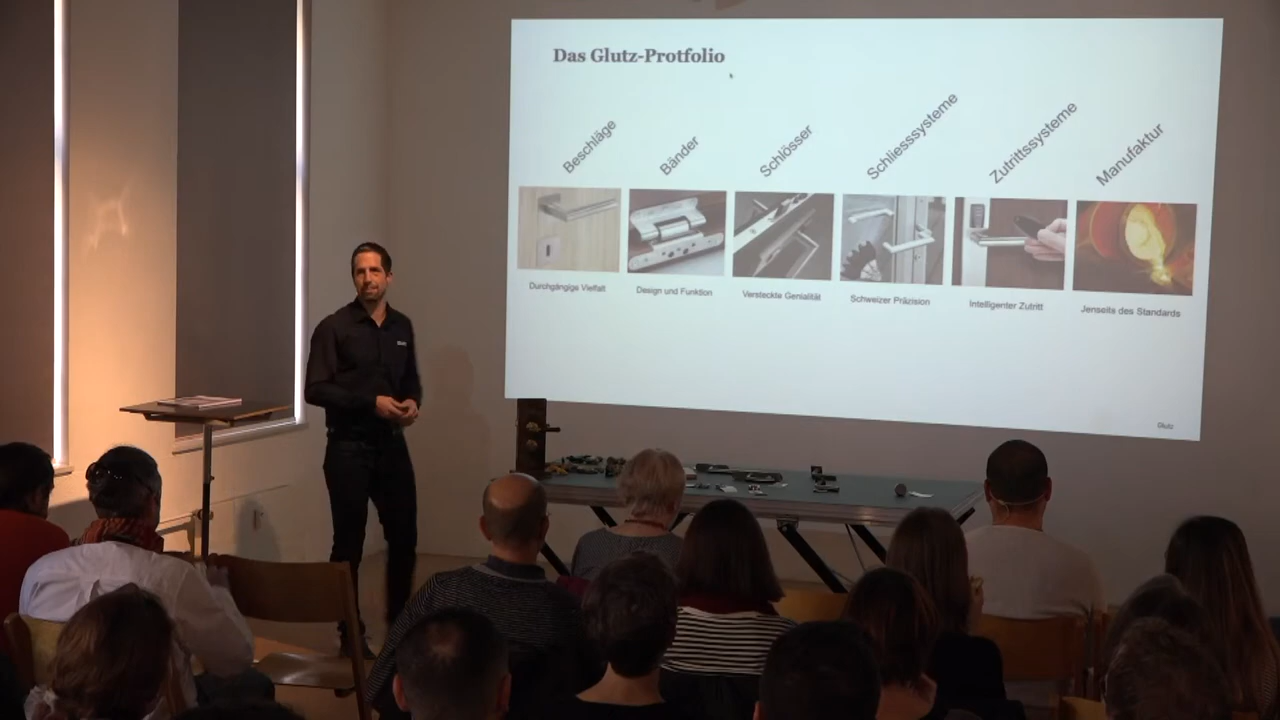 Das Glutz-Protfolio
Beschläge
Bänder
Schlösser
Schliesssysteme
Zutrittssysteme
Manufaktur
Durchgängige Vielfalt
Design und Funktion
Versteckte Genialität
Schweizer Präzision
Intelligenter Zutritt
Jenseits des Standards
Glutz